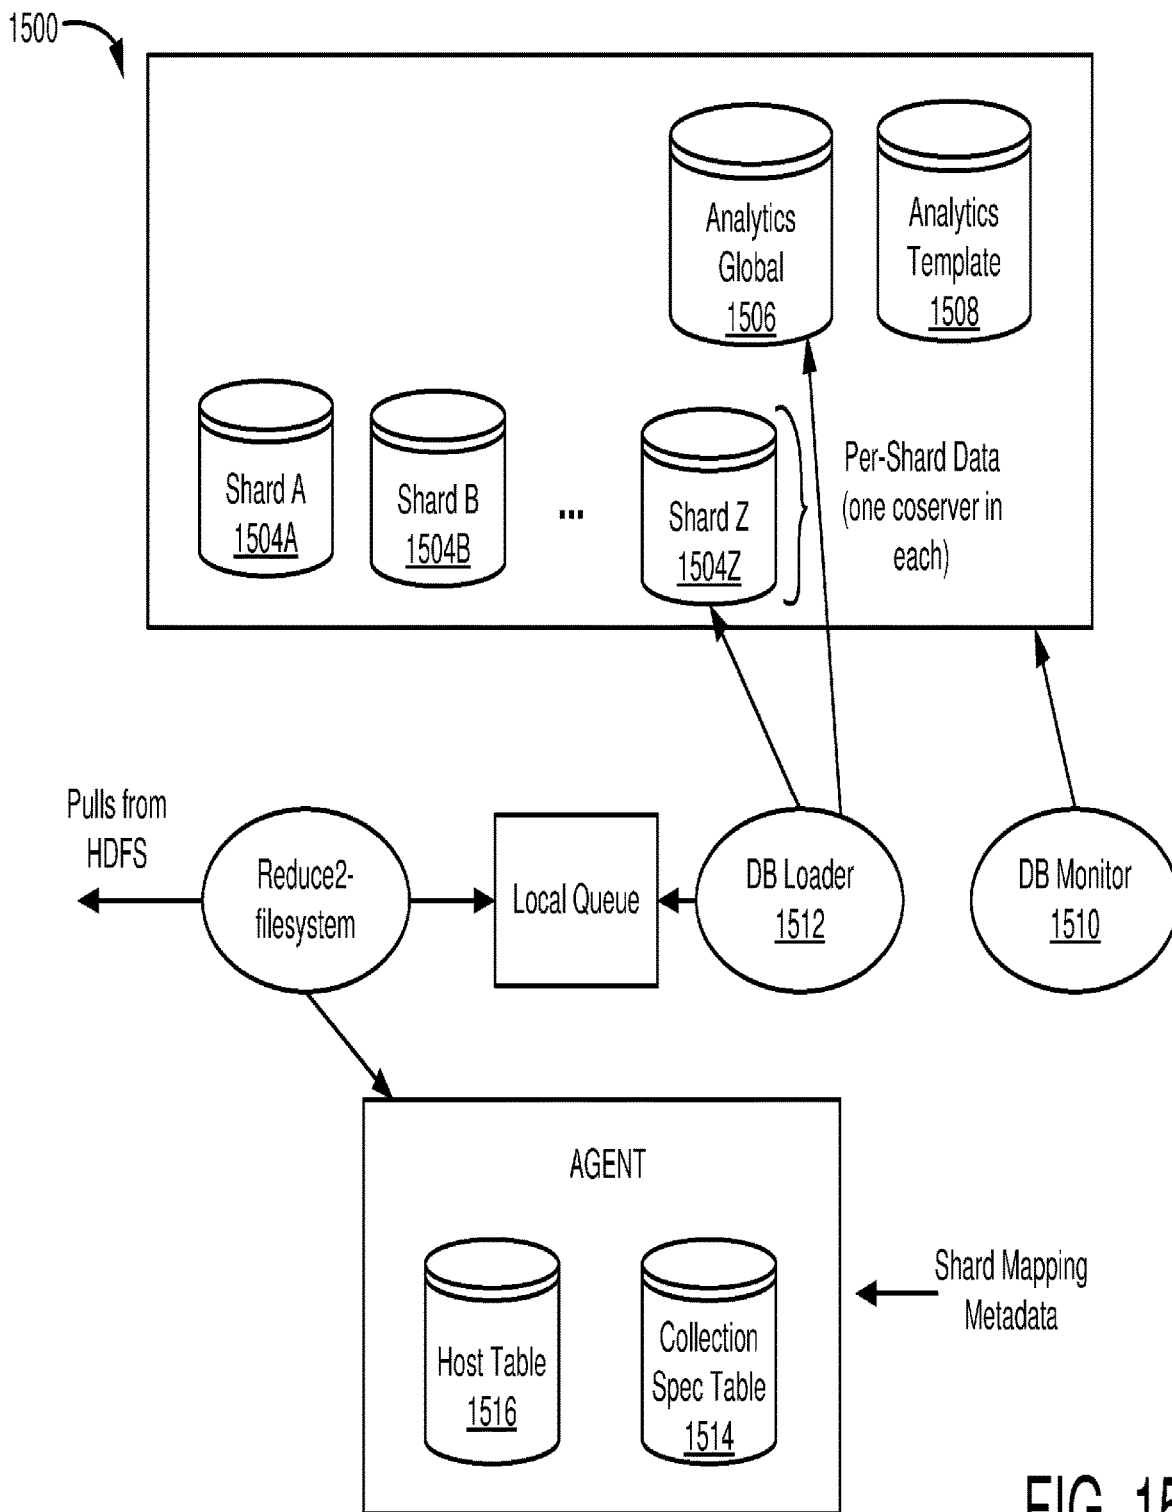 1500
Analytics
Global
1506
Analytics
Template
1508
Shard A
1504A
Shard B
1504B
...
Shard Z
1504Z
Per-Shard Data
(one coserver in
each)
Pulls from
HDFS
Reduce2-
filesystem
Local Queue
DB Loader
1512
DB Monitor
1510
AGENT
Host Table
1516
Collection
Spec Table
1514
Shard Mapping
Metadata
FIG. 15